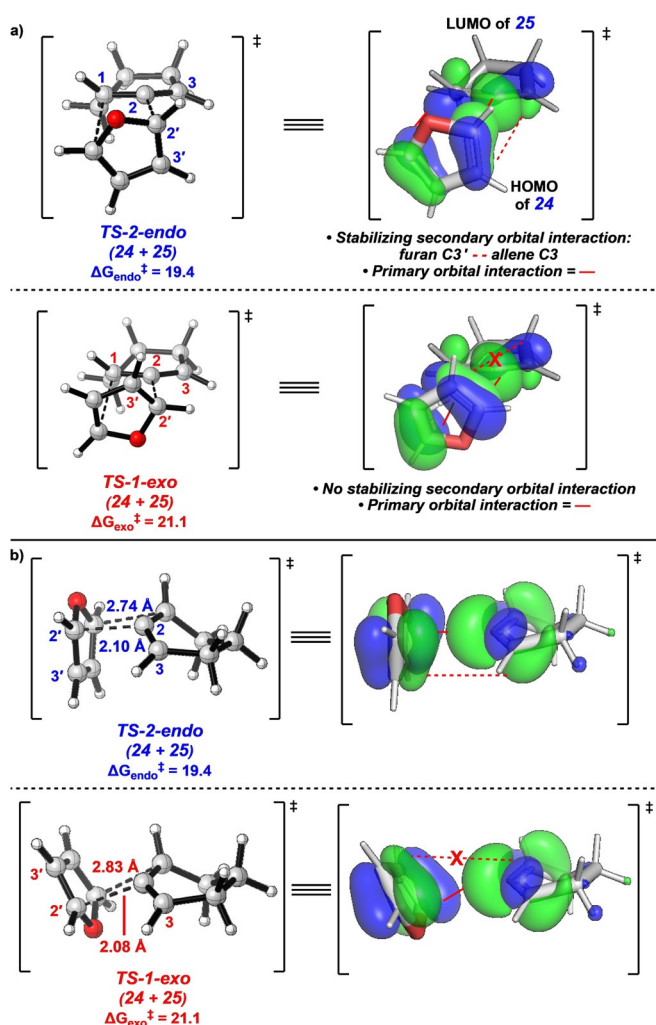 a)
‡
1
2
3
2′
3′
TS-2-endo
(24 + 25)
ΔGendo‡ = 19.4
‡
LUMO of 25
HOMO
of 24
• Stabilizing secondary orbital interaction:
furan C3′ -- allene C3
• Primary orbital interaction = —
‡
1
2
3
3′
2′
TS-1-exo
(24 + 25)
ΔGexo‡ = 21.1
‡
X
• No stabilizing secondary orbital interaction
• Primary orbital interaction = —
b)
‡
2.74 Å
2
2′
2.10 Å
3
3′
TS-2-endo
(24 + 25)
ΔGendo‡ = 19.4
‡
‡
3′
2.83 Å
2′
3
2.08 Å
TS-1-exo
(24 + 25)
ΔGexo‡ = 21.1
‡
X